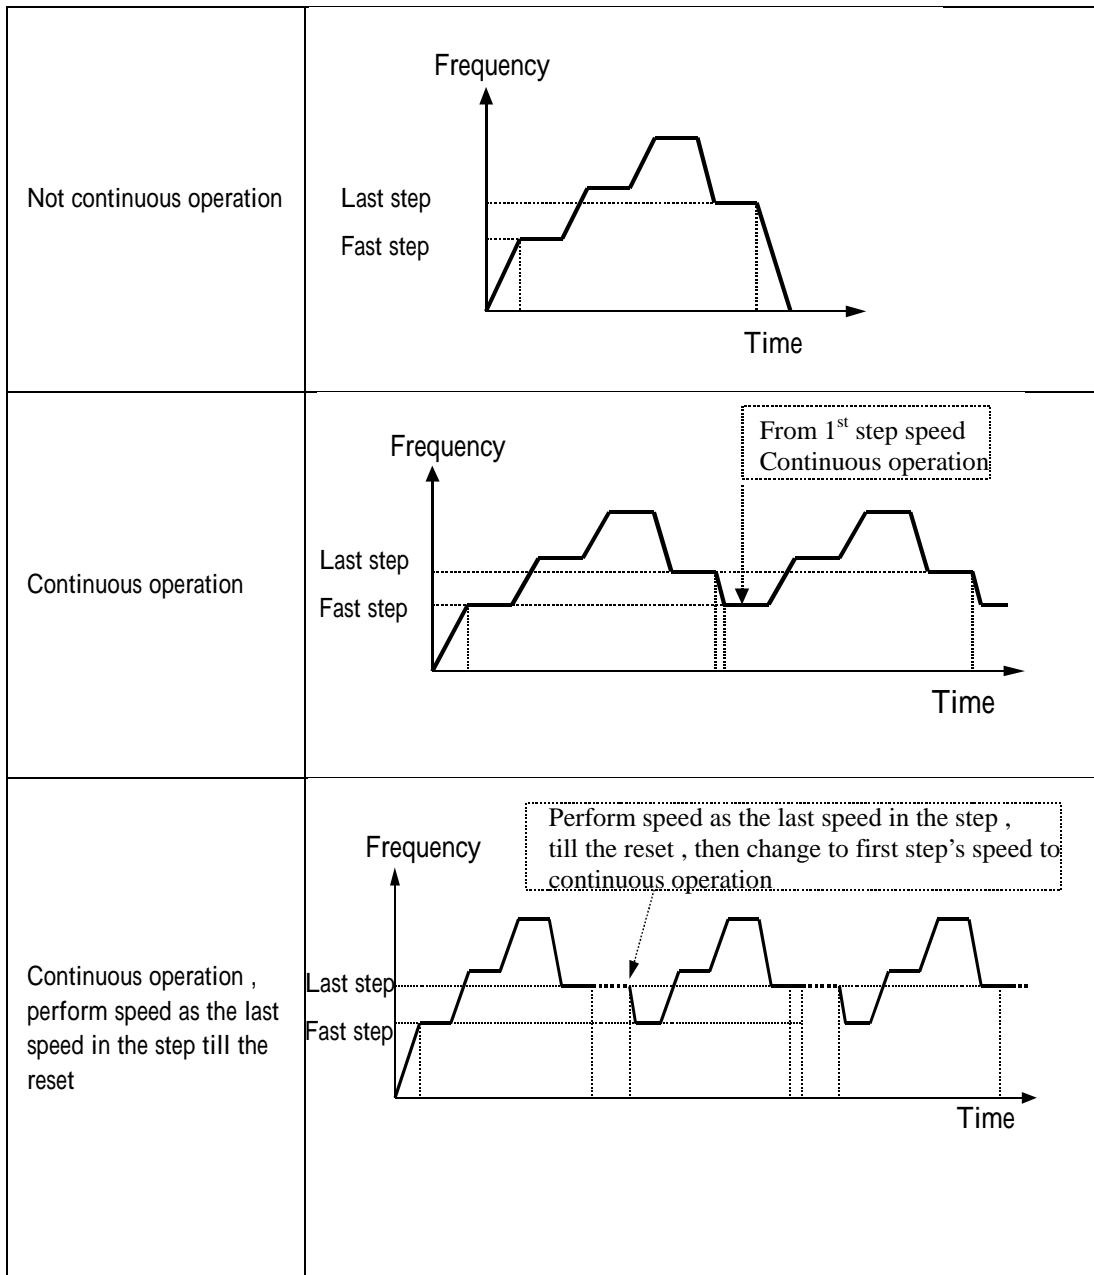 Not continuous operation
Frequency
Last step
Fast step
Time
Continuous operation
From 1st step speed
Continuous operation
Frequency
Last step
Fast step
Time
Continuous operation ,
perform speed as the last
speed in the step till the
reset
Perform speed as the last speed in the step ,
till the reset , then change to first step’s speed to
continuous operation
Frequency
Last step
Fast step
Time